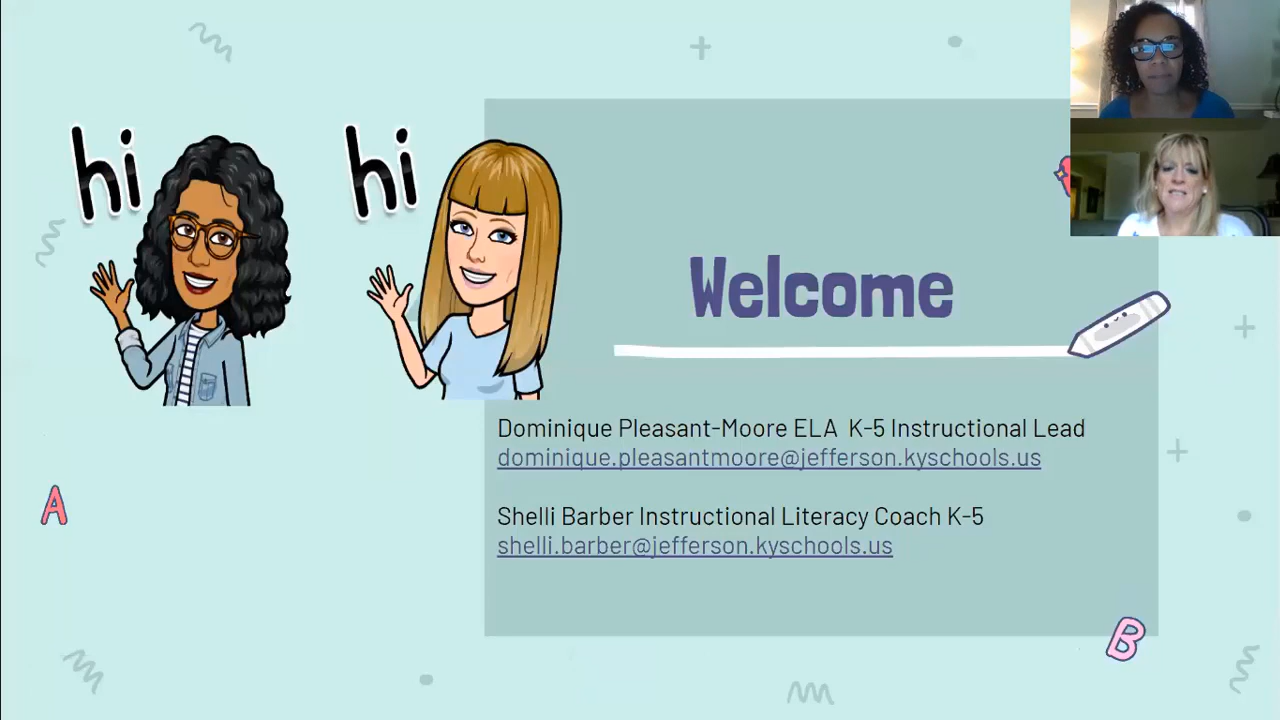 hi
hi
Welcome
Dominique Pleasant-Moore ELA K-5 Instructional Lead
dominique.pleasantmoore@jefferson.kyschools.us
Shelli Barber Instructional Literacy Coach K-5
shelli.barber@jefferson.kyschools.us
A
B